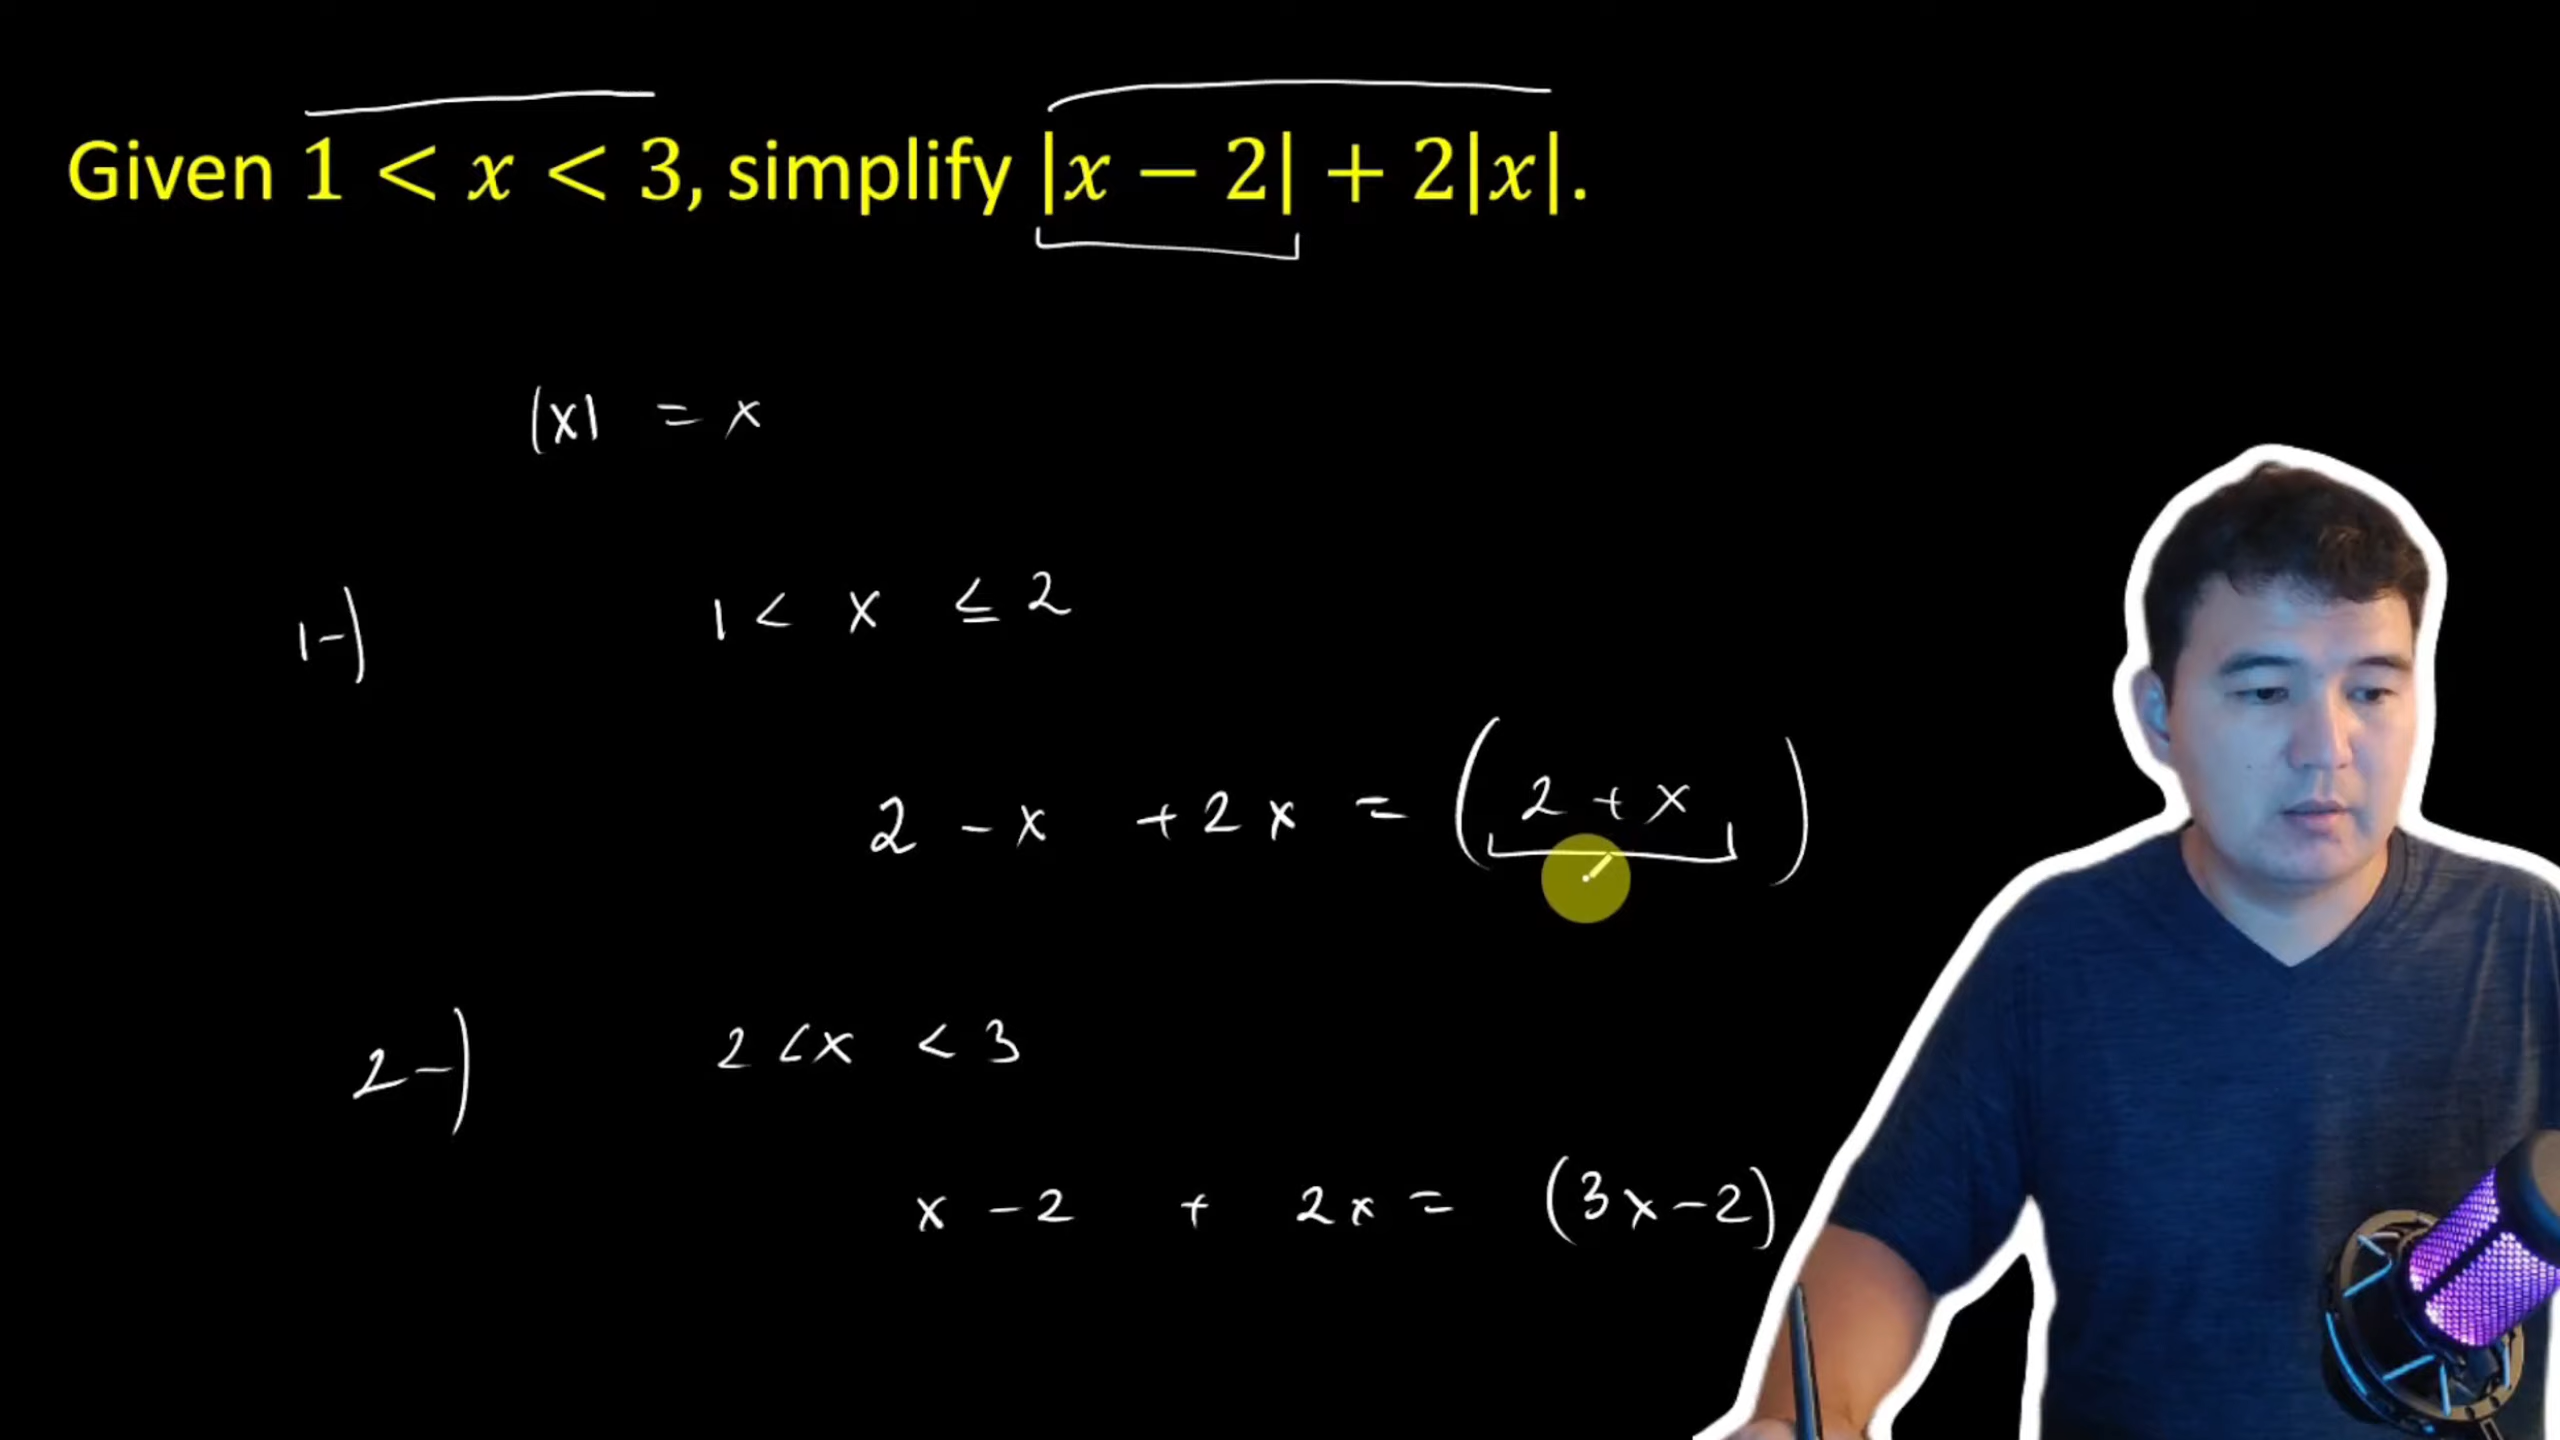 Given 1 < x < 3, simplify |x − 2| + 2|x|.
|x| = x
1-) 1 < x ≤ 2
2 - x + 2x = (2 + x)
2-) 2 < x < 3
x - 2 + 2x = (3x - 2)